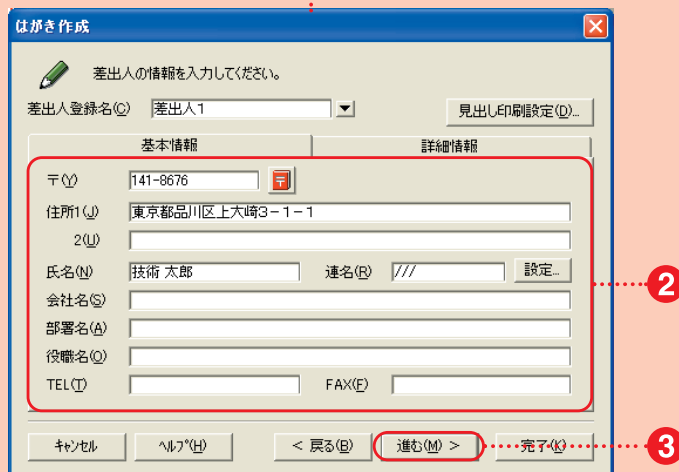 はがき作成
差出人の情報を入力してください。
差出人登録名(C) 差出人1 見出し印刷設定(D)...
基本情報 詳細情報
〒(Y) 141-8676 〒
住所1(J) 東京都品川区上大崎3-1-1
2(U)
氏名(N) 技術 太郎 連名(R) /// 設定...
会社名(S)
部署名(A)
役職名(O)
TEL(T) FAX(F)
2
キャンセル ヘルプ(H) < 戻る(B) 進む(M) > 完了(K)
3